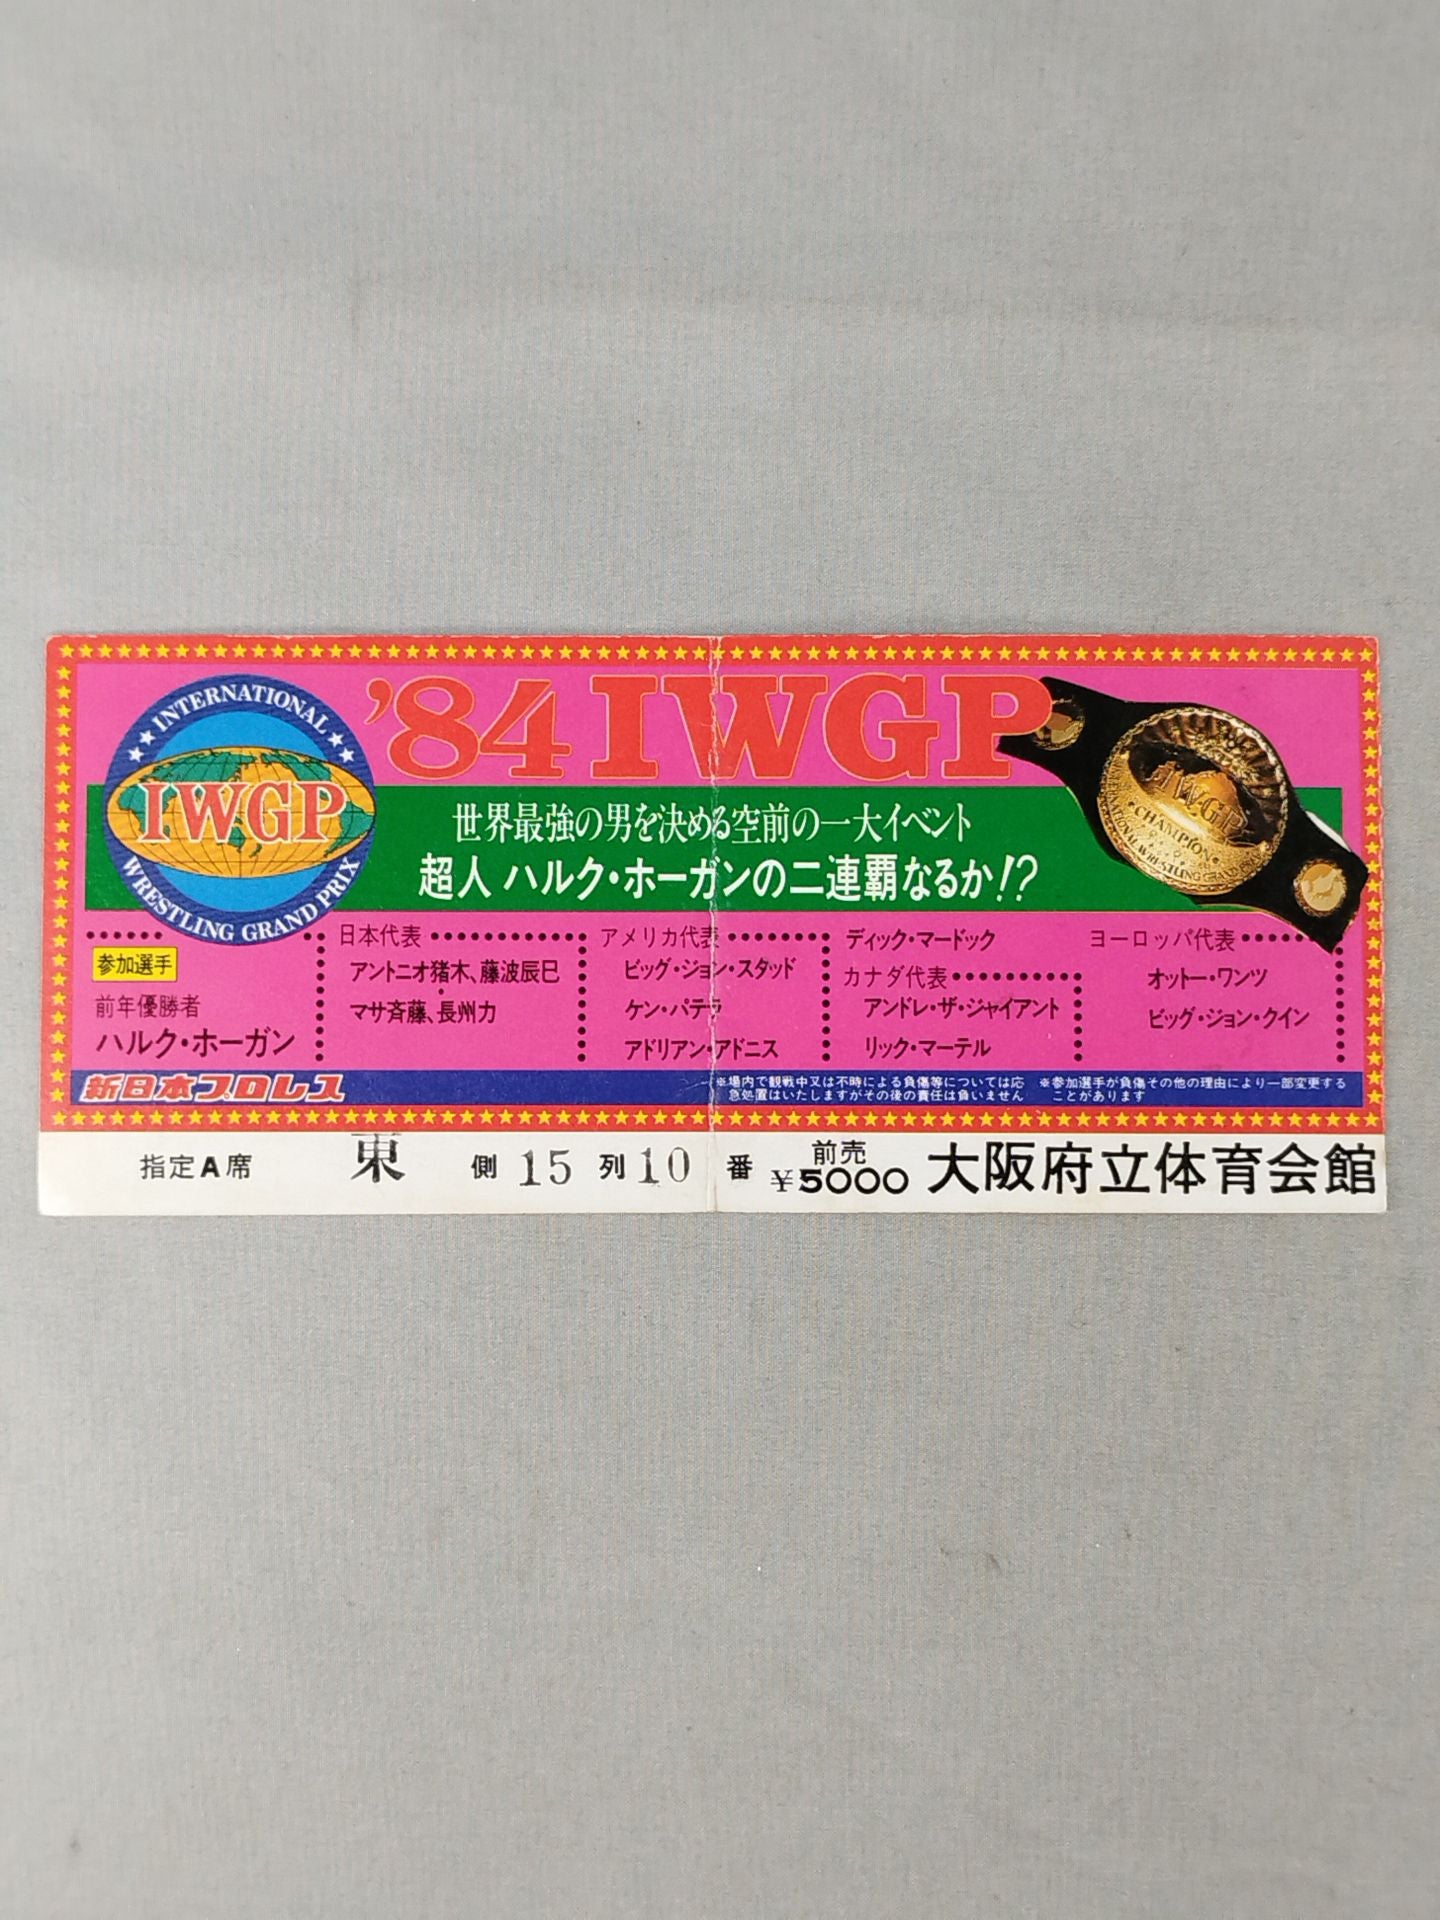 '84 IWGP
INTERNATIONAL
IWGP
WRESTLING GRAND PRIX
世界最強の男を決める空前の一大イベント
超人 ハルク・ホーガンの二連覇なるか!?
IWGP
CHAMPION
INTERNATIONAL WRESTLING GRAND
参加選手
前年優勝者
ハルク・ホーガン
日本代表
アントニオ猪木、藤波辰巳
マサ斉藤、長州力
アメリカ代表
ビッグ・ジョン・スタッド
ケン・パテラ
アドリアン・アドニス
ディック・マードック
カナダ代表
アンドレ・ザ・ジャイアント
リック・マーテル
ヨーロッパ代表
オットー・ワンツ
ビッグ・ジョン・クイン
新日本プロレス
※場内で観戦中又は不時による負傷等については応
急処置はいたしますがその後の責任は負いません
※参加選手が負傷その他の理由により一部変更する
ことがあります
指定A席 東 側 15 列 10 番 前売 ¥5000 大阪府立体育会館